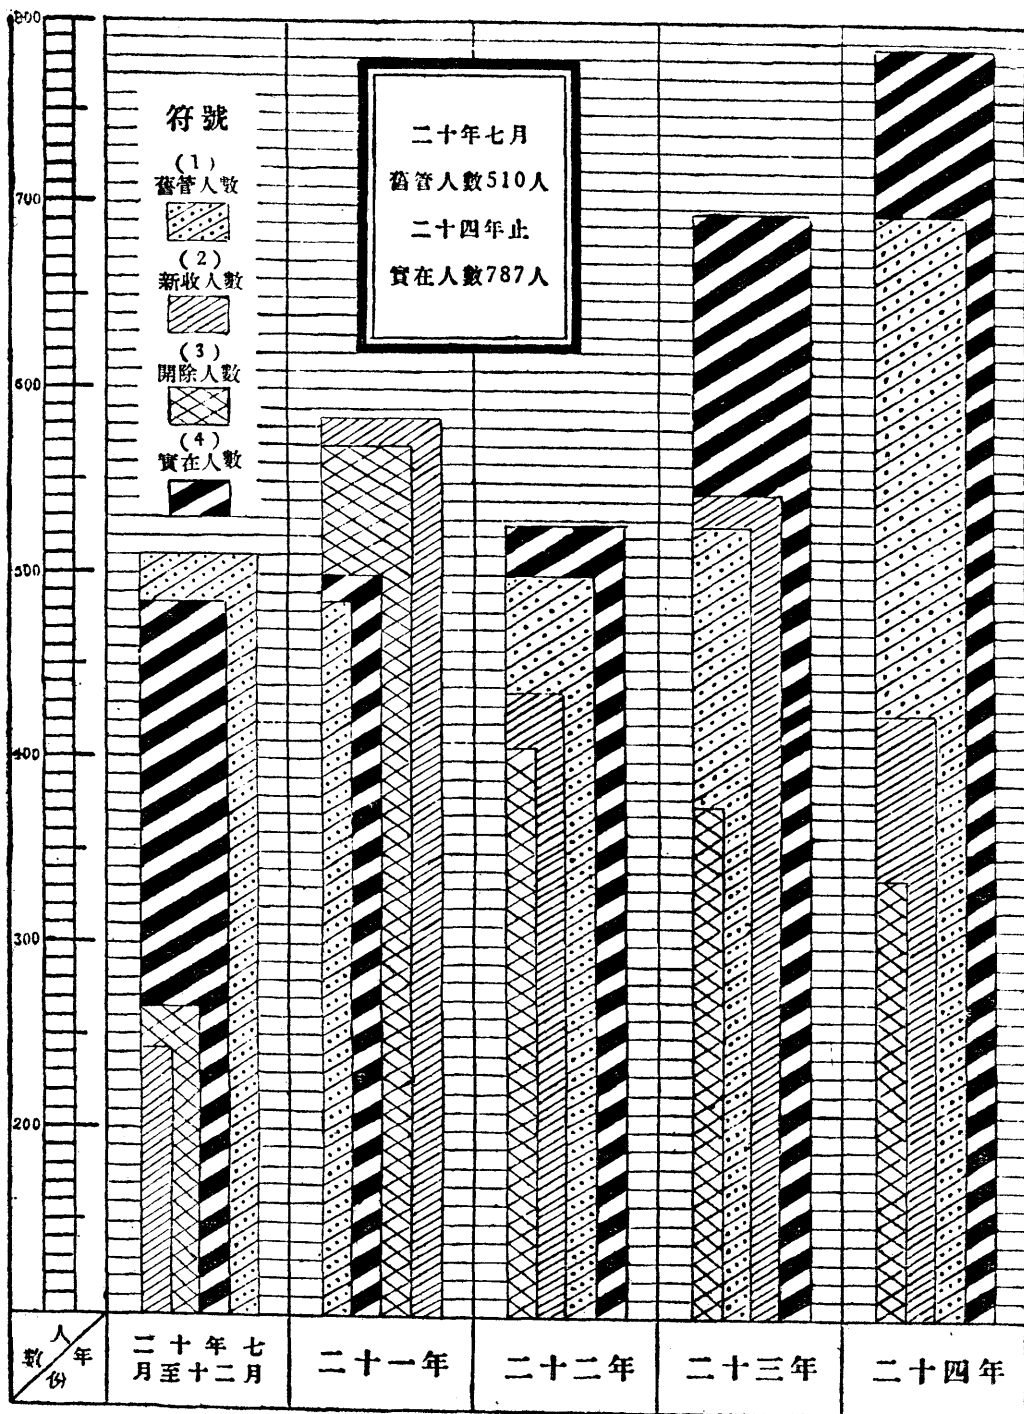 800
700
600
500
400
300
200
符號
(1)
舊管人數
(2)
新收人數
(3)
開除人數
(4)
實在人數
二十年七月
舊管人數510人
二十四年止
實在人數787人
人數
年份
二十年七
月至十二月
二十一年
二十二年
二十三年
二十四年